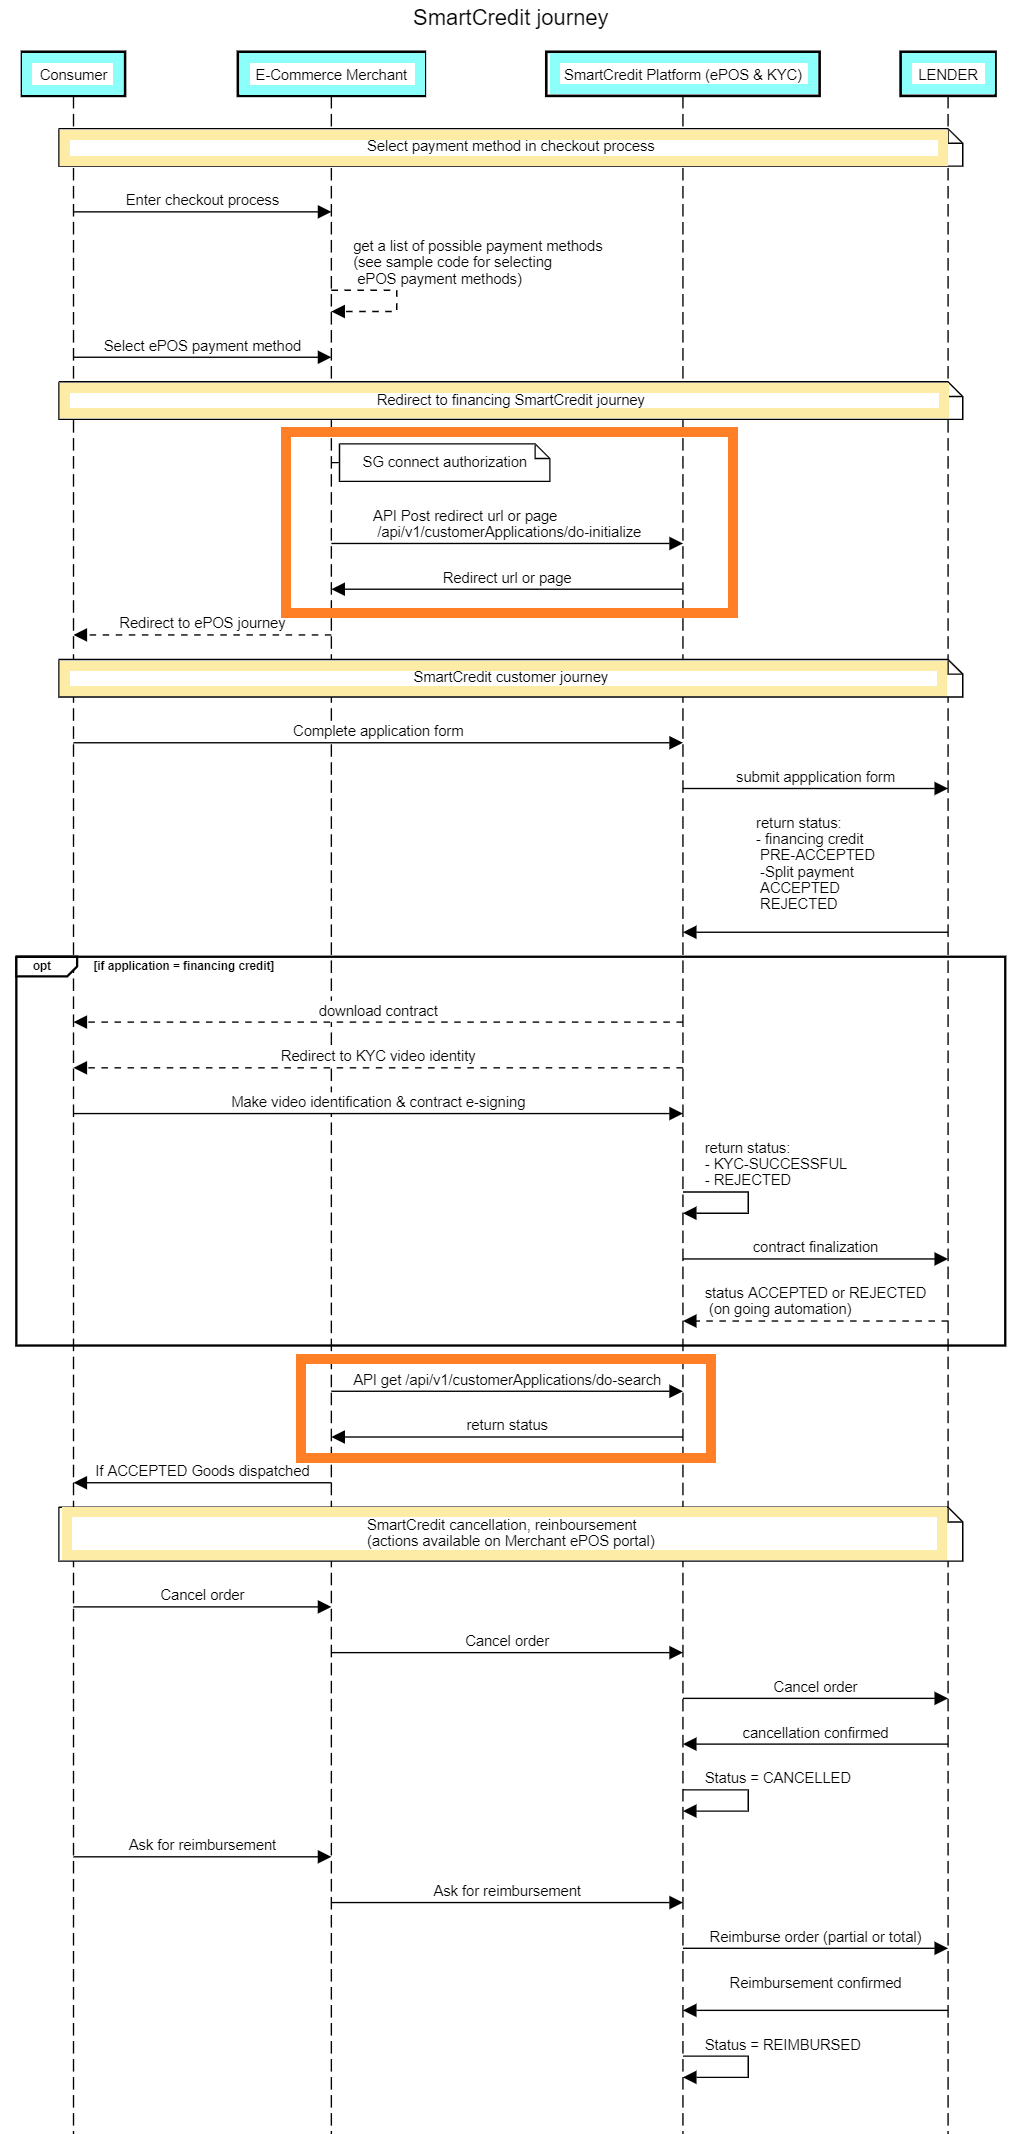 SmartCredit journey
Consumer
E-Commerce Merchant
SmartCredit Platform (ePOS & KYC)
LENDER
Select payment method in checkout process
Enter checkout process
get a list of possible payment methods
(see sample code for selecting
ePOS payment methods)
Select ePOS payment method
Redirect to financing SmartCredit journey
SG connect authorization
API Post redirect url or page
/api/v1/customerApplications/do-initialize
Redirect url or page
Redirect to ePOS journey
SmartCredit customer journey
Complete application form
submit appplication form
return status:
- financing credit
PRE-ACCEPTED
-Split payment
ACCEPTED
REJECTED
opt
[if application = financing credit]
download contract
Redirect to KYC video identity
Make video identification & contract e-signing
return status:
- KYC-SUCCESSFUL
- REJECTED
contract finalization
status ACCEPTED or REJECTED
(on going automation)
API get /api/v1/customerApplications/do-search
return status
If ACCEPTED Goods dispatched
SmartCredit cancellation, reinboursement
(actions available on Merchant ePOS portal)
Cancel order
Cancel order
Cancel order
cancellation confirmed
Status = CANCELLED
Ask for reimbursement
Ask for reimbursement
Reimburse order (partial or total)
Reimbursement confirmed
Status = REIMBURSED